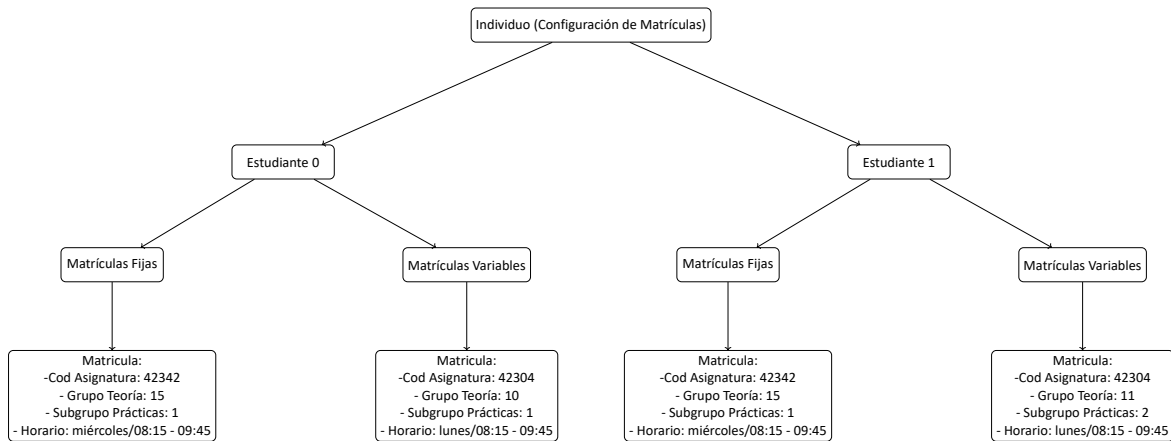 Individuo (Configuración de Matrículas)
Estudiante 0
Estudiante 1
Matrículas Fijas
Matrículas Variables
Matrículas Fijas
Matrículas Variables
Matricula:
-Cod Asignatura: 42342
- Grupo Teoría: 15
- Subgrupo Prácticas: 1
- Horario: miércoles/08:15 - 09:45
Matricula:
-Cod Asignatura: 42304
- Grupo Teoría: 10
- Subgrupo Prácticas: 1
- Horario: lunes/08:15 - 09:45
Matricula:
-Cod Asignatura: 42342
- Grupo Teoría: 15
- Subgrupo Prácticas: 1
- Horario: miércoles/08:15 - 09:45
Matricula:
-Cod Asignatura: 42304
- Grupo Teoría: 11
- Subgrupo Prácticas: 2
- Horario: lunes/08:15 - 09:45